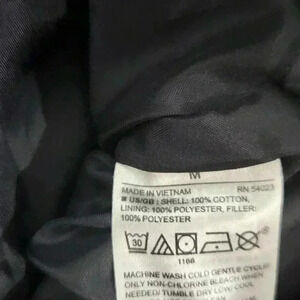 M
MADE IN VIETNAM RN 54023
■ US/GB : SHELL: 100% COTTON,
LINING: 100% POLYESTER, FILLER:
100% POLYESTER
30
1166
MACHINE WASH COLD GENTLE CYCLE
ONLY NON-CHLORINE BLEACH WHEN
NEEDED/ TUMBLE DRY LOW COOL